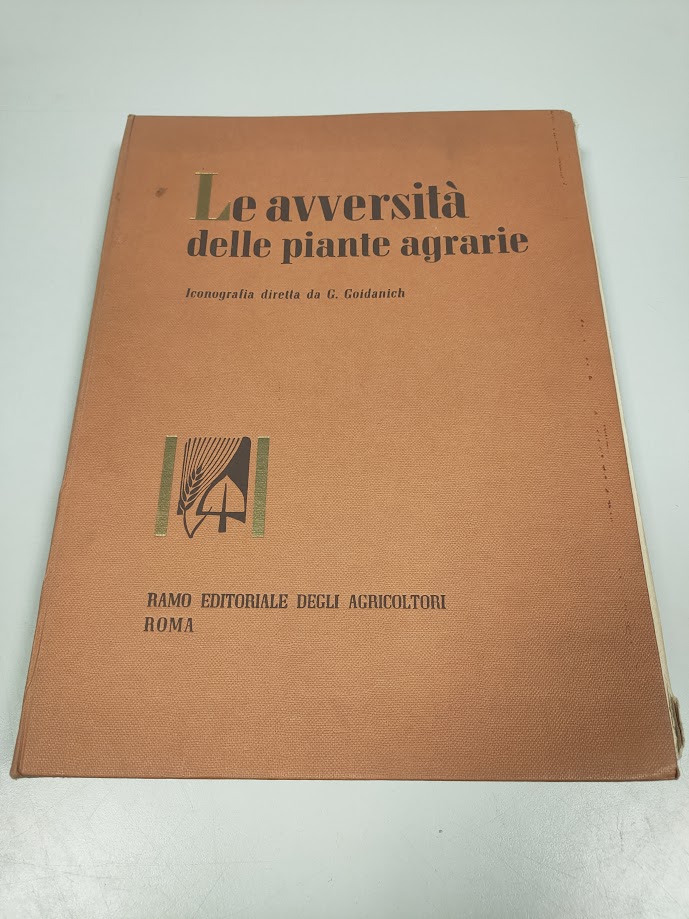 Le avversità
delle piante agrarie
Iconografia diretta da G. Goidanich
RAMO EDITORIALE DEGLI AGRICOLTORI
ROMA